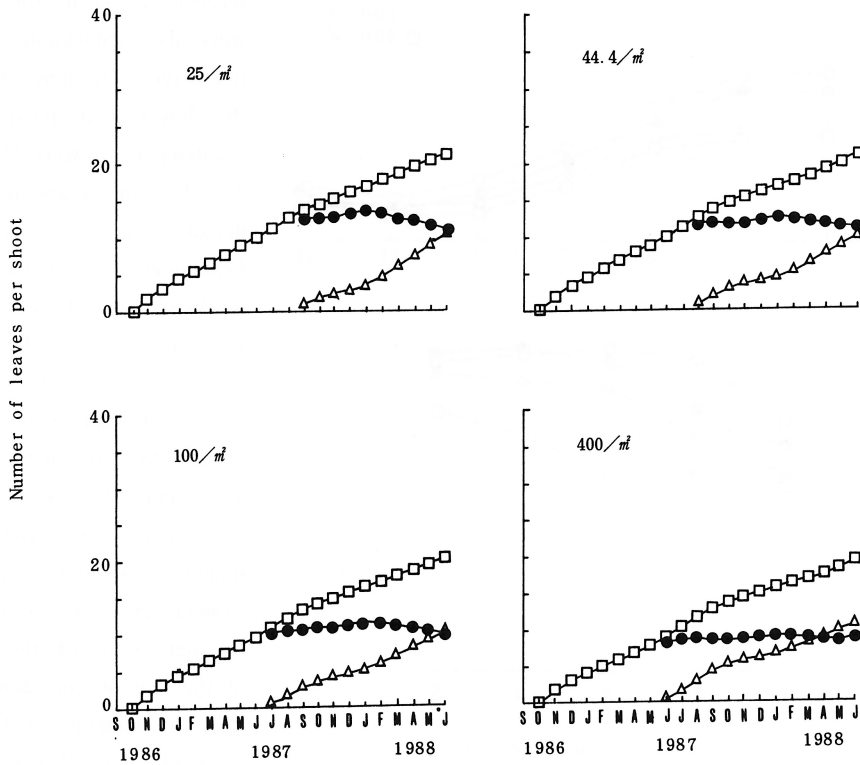 Number of leaves per shoot
40
20
0
25／㎡
44.4／㎡
40
20
0
100／㎡
400／㎡
S O N D J F M A M J J A S O N D J F M A M J
1986 1987 1988
S O N D J F M A M J J A S O N D J F M A M J
1986 1987 1988